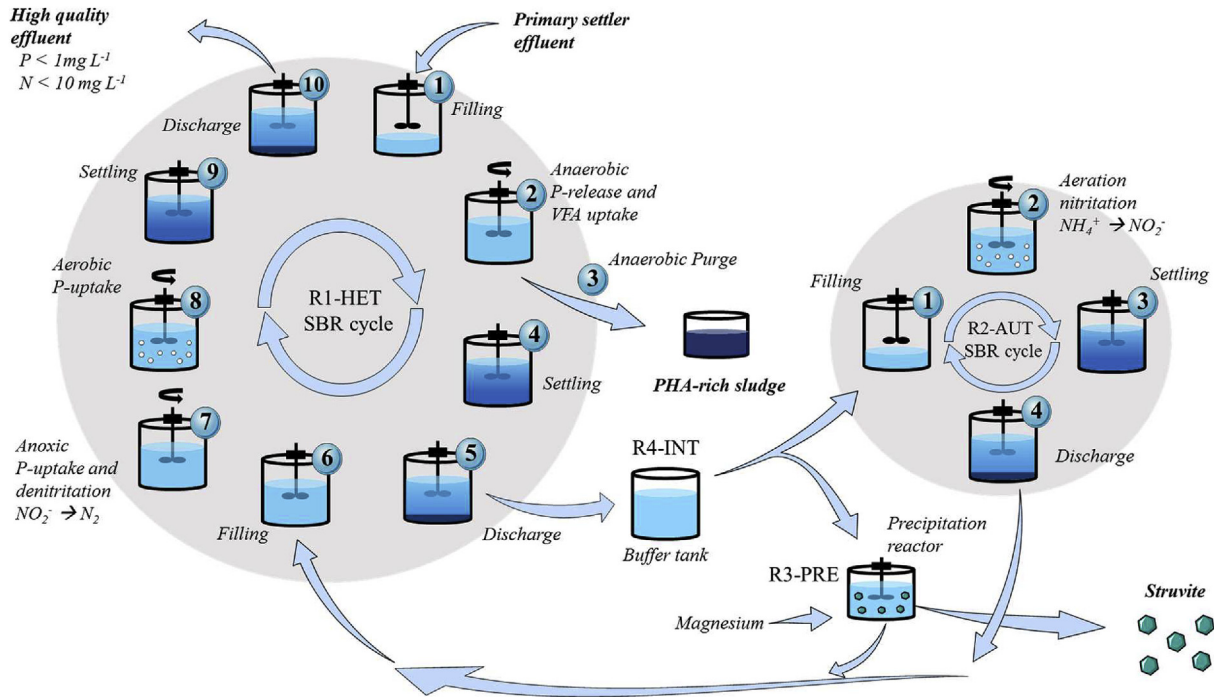 High quality
effluent
P < 1mg L⁻¹
N < 10 mg L⁻¹
Primary settler
effluent
10
Discharge
1
Filling
9
Settling
2
Anaerobic
P-release and
VFA uptake
3
Anaerobic Purge
PHA-rich sludge
R1-HET
SBR cycle
Aerobic
P-uptake
8
4
Settling
7
Anoxic
P-uptake and
denitritation
NO₂⁻ → N₂
6
Filling
5
Discharge
R4-INT
Buffer tank
2
Aeration
nitritation
NH₄⁺ → NO₂⁻
Filling
1
R2-AUT
SBR cycle
Settling
3
4
Discharge
Precipitation
reactor
R3-PRE
Magnesium
Struvite